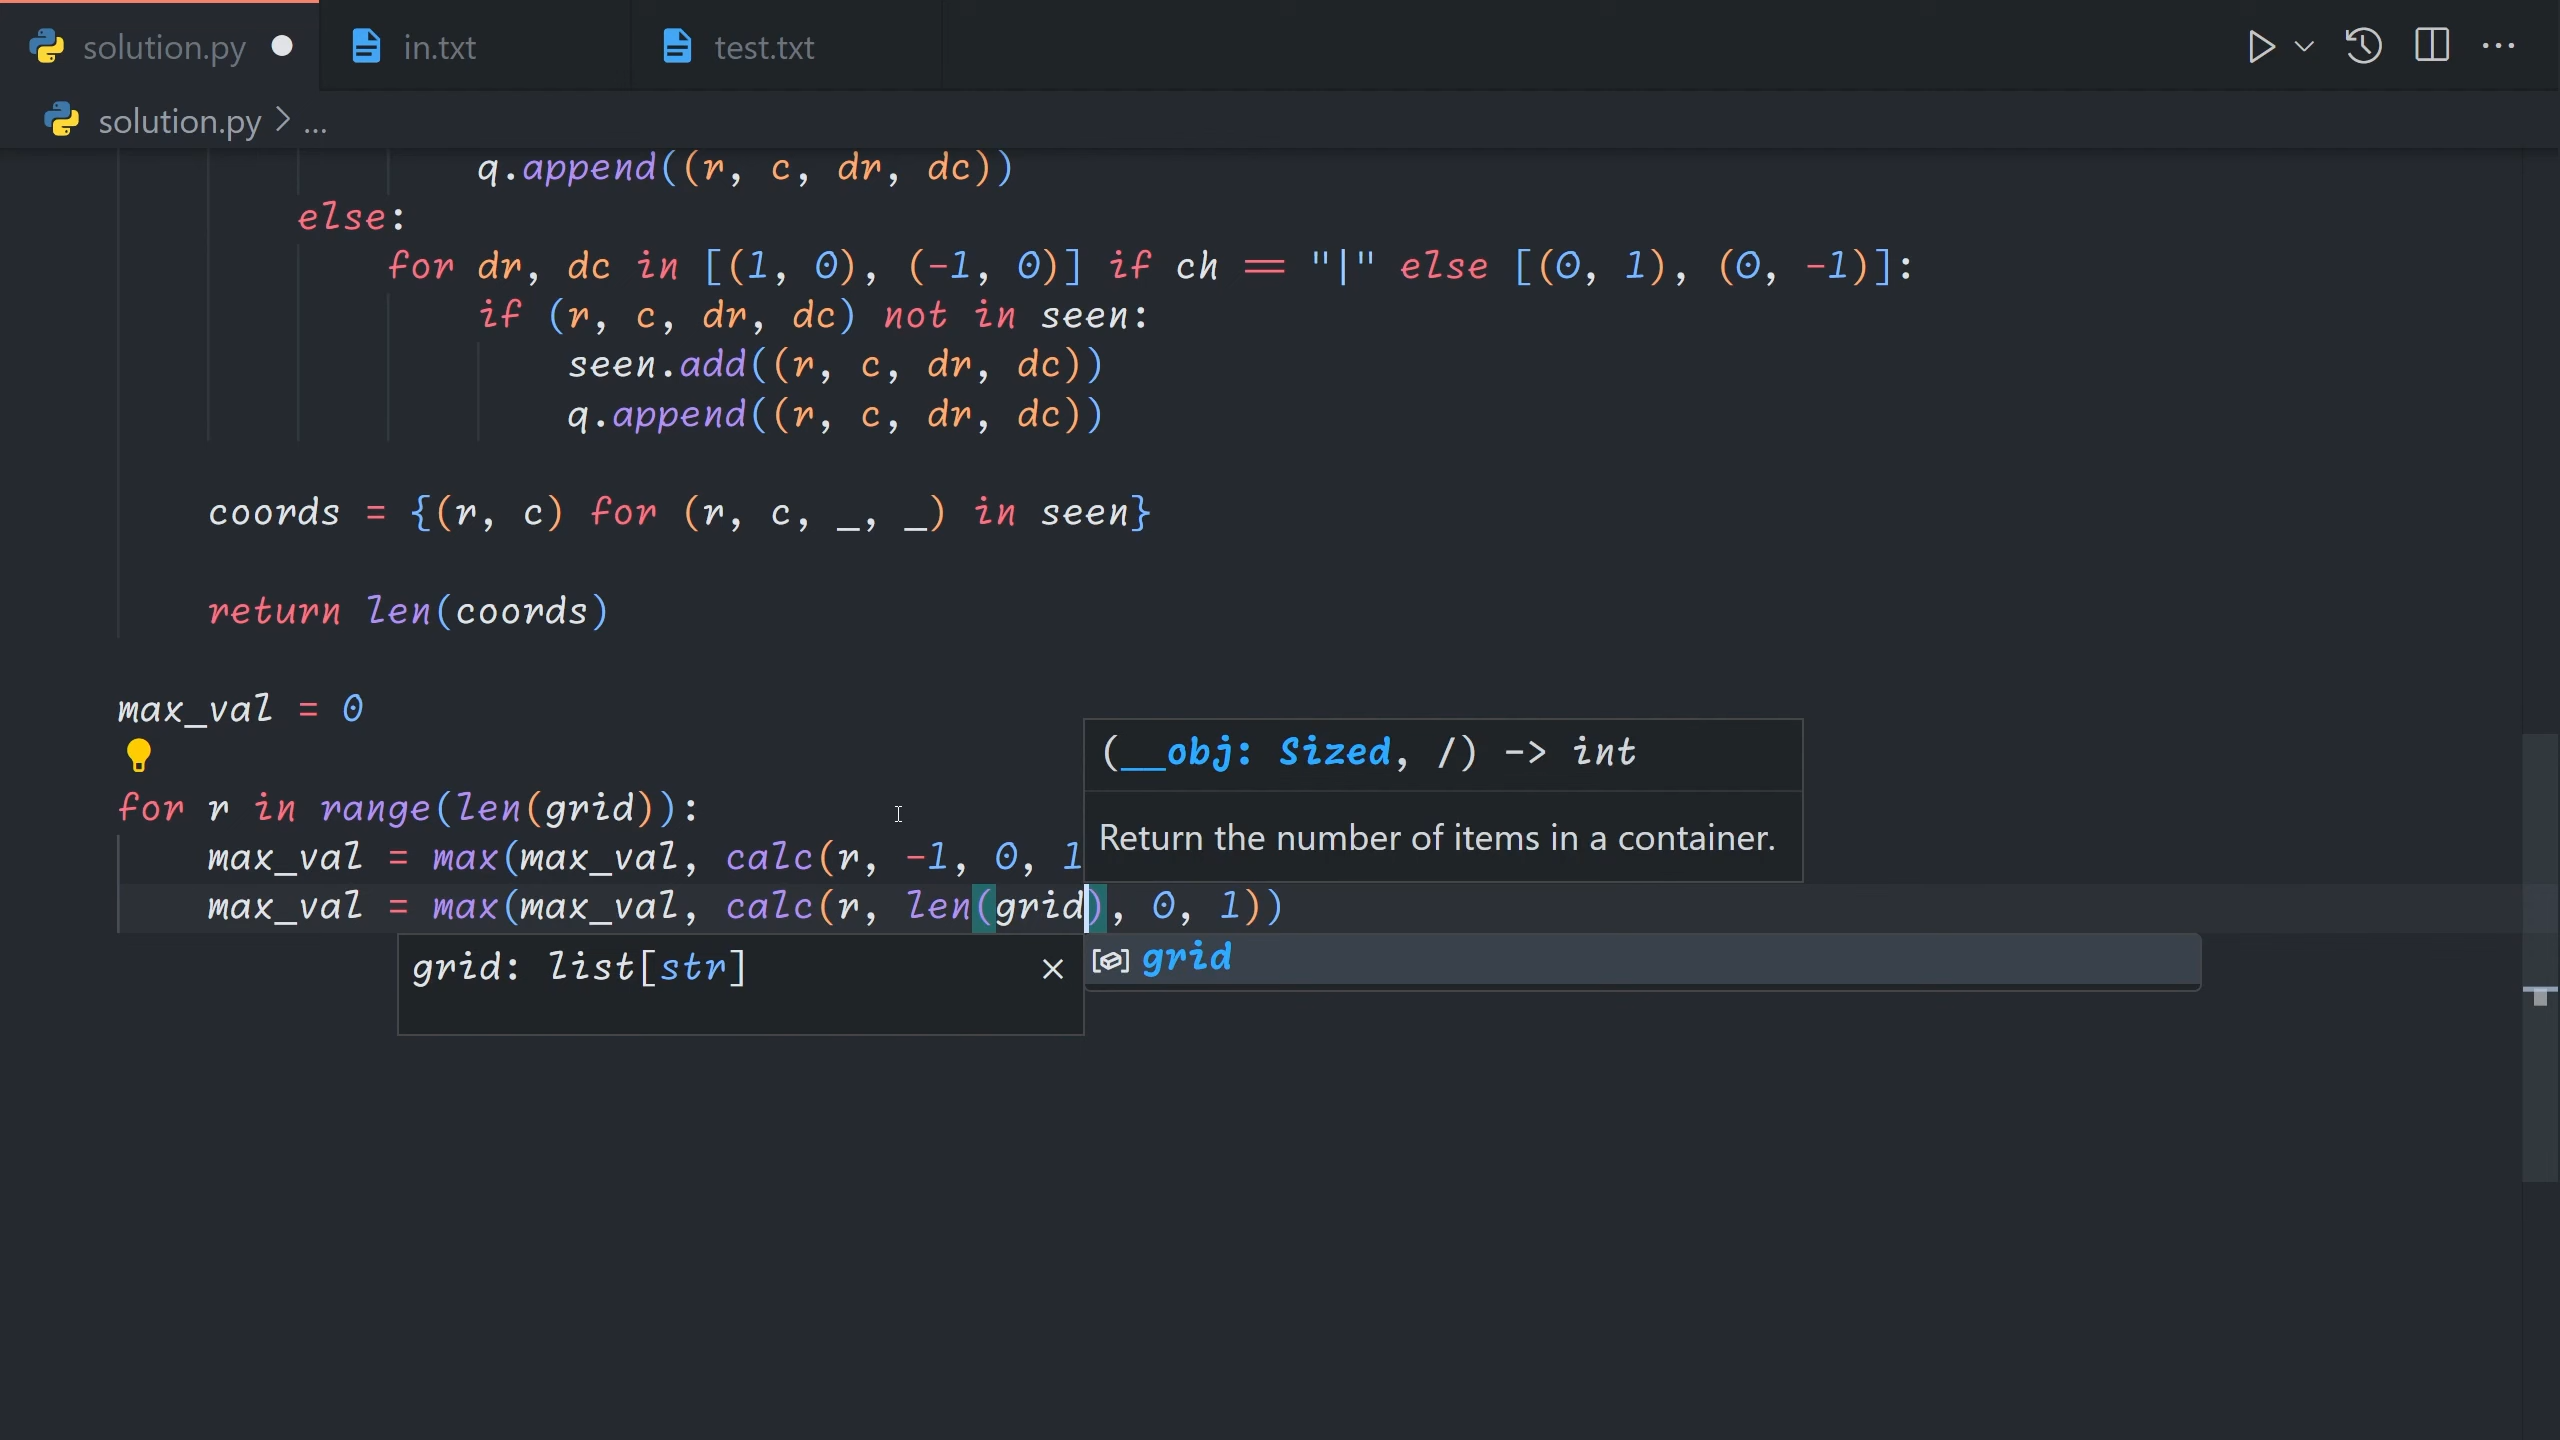 solution.py
in.txt
test.txt
solution.py > ...
q.append((r, c, dr, dc))
else:
for dr, dc in [(1, 0), (-1, 0)] if ch == "|" else [(0, 1), (0, -1)]:
if (r, c, dr, dc) not in seen:
seen.add((r, c, dr, dc))
q.append((r, c, dr, dc))
coords = {(r, c) for (r, c, _, _) in seen}
return len(coords)
max_val = 0
(__obj: Sized, /) -> int
for r in range(len(grid)):
Return the number of items in a container.
max_val = max(max_val, calc(r, -1, 0, 1
max_val = max(max_val, calc(r, len(grid), 0, 1))
grid: list[str]
grid